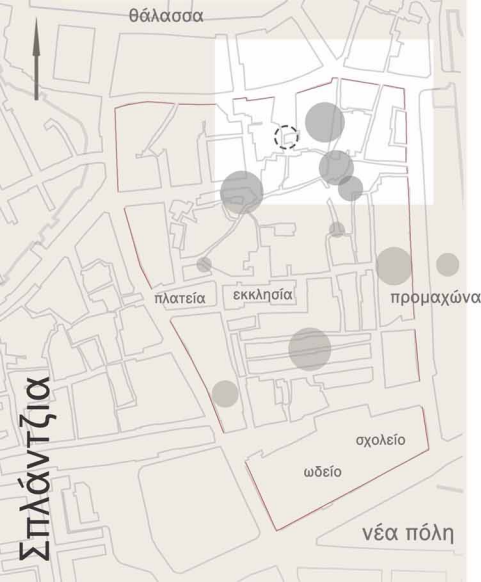 θάλασσα
πλατεία
εκκλησία
προμαχώνα
Σπλάντζια
σχολείο
ωδείο
νέα πόλη